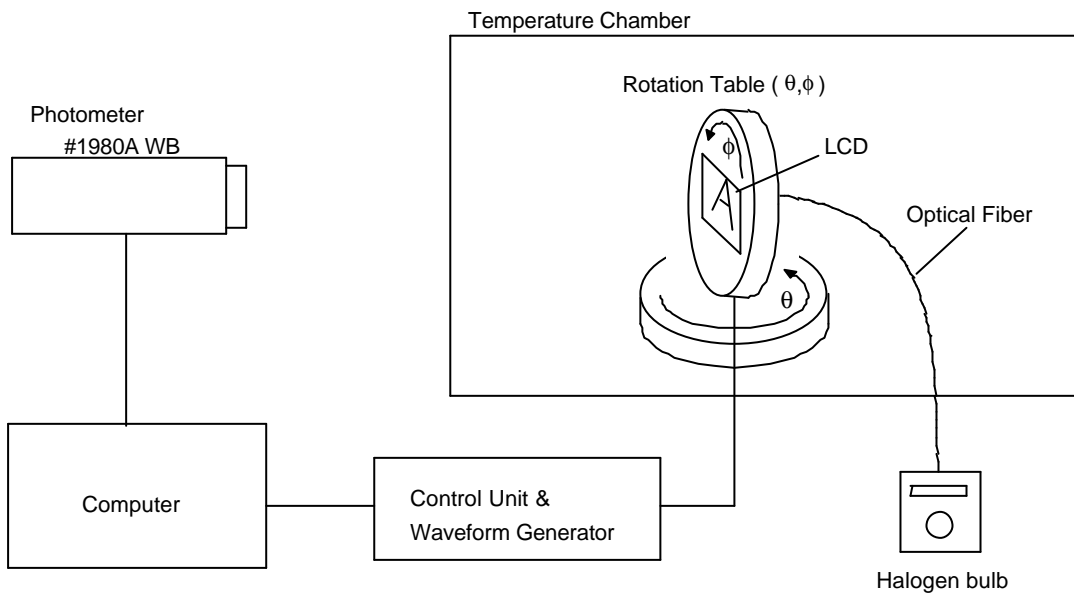 Temperature Chamber
Rotation Table ( θ,ϕ )
Photometer
#1980A WB
ϕ
LCD
A
Optical Fiber
θ
Computer
Control Unit &
Waveform Generator
Halogen bulb